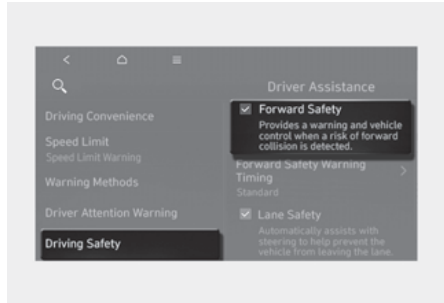 Driver Assistance
Driving Convenience
Speed Limit
Speed Limit Warning
Warning Methods
Driver Attention Warning
Driving Safety
Forward Safety
Provides a warning and vehicle
control when a risk of forward
collision is detected.
Forward Safety Warning
Timing
Standard
Lane Safety
Automatically assists with
steering to help prevent the
vehicle from leaving the lane.